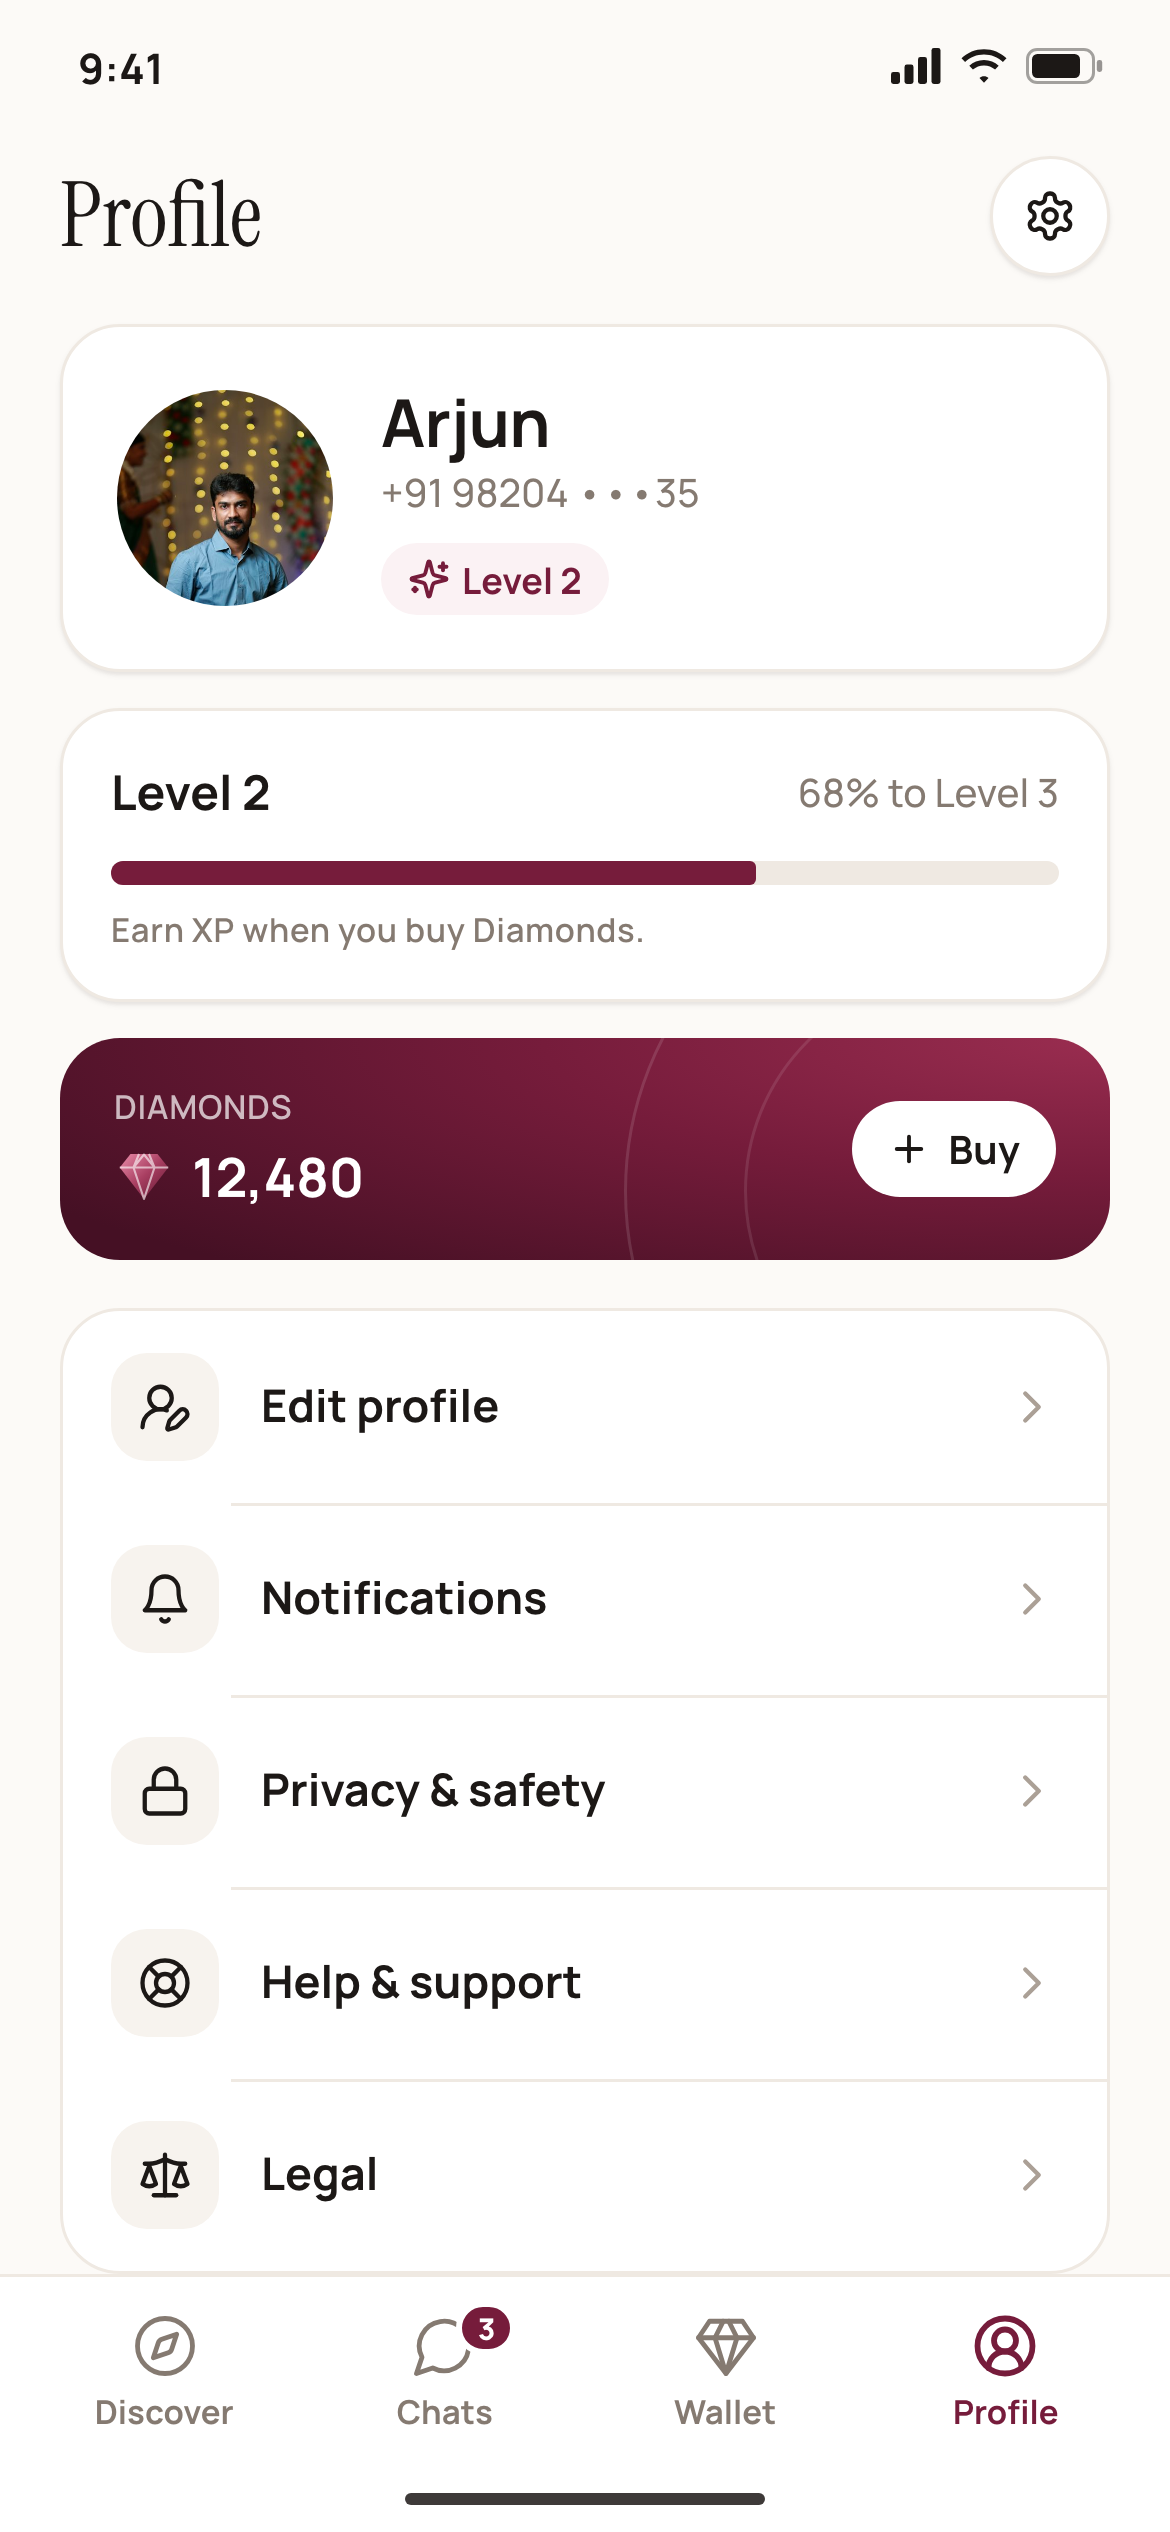 9:41
Profile
Arjun
+91 98204 •••35
Level 2
Level 2
68% to Level 3
Earn XP when you buy Diamonds.
DIAMONDS
12,480
+ Buy
Edit profile
Notifications
Privacy & safety
Help & support
Legal
3
Discover
Chats
Wallet
Profile